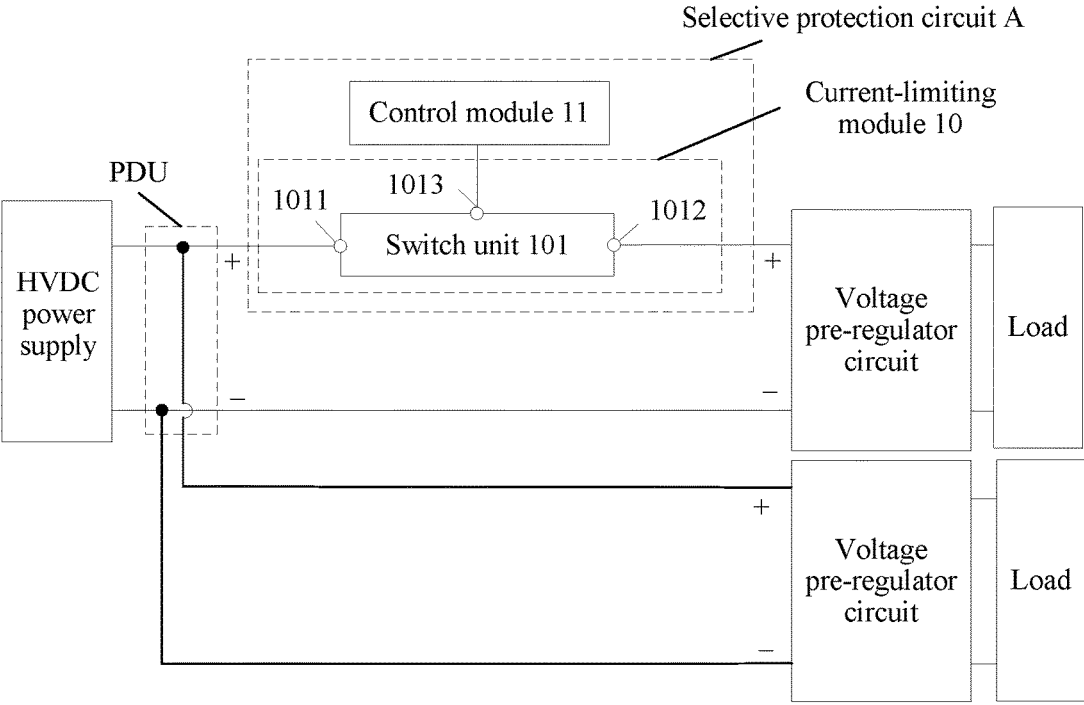 Selective protection circuit A
Control module 11
Current-limiting
module 10
PDU
1011
1013
1012
Switch unit 101
+
+
HVDC
power
supply
Voltage
pre-regulator
circuit
Load
−
−
+
Voltage
pre-regulator
circuit
Load
−